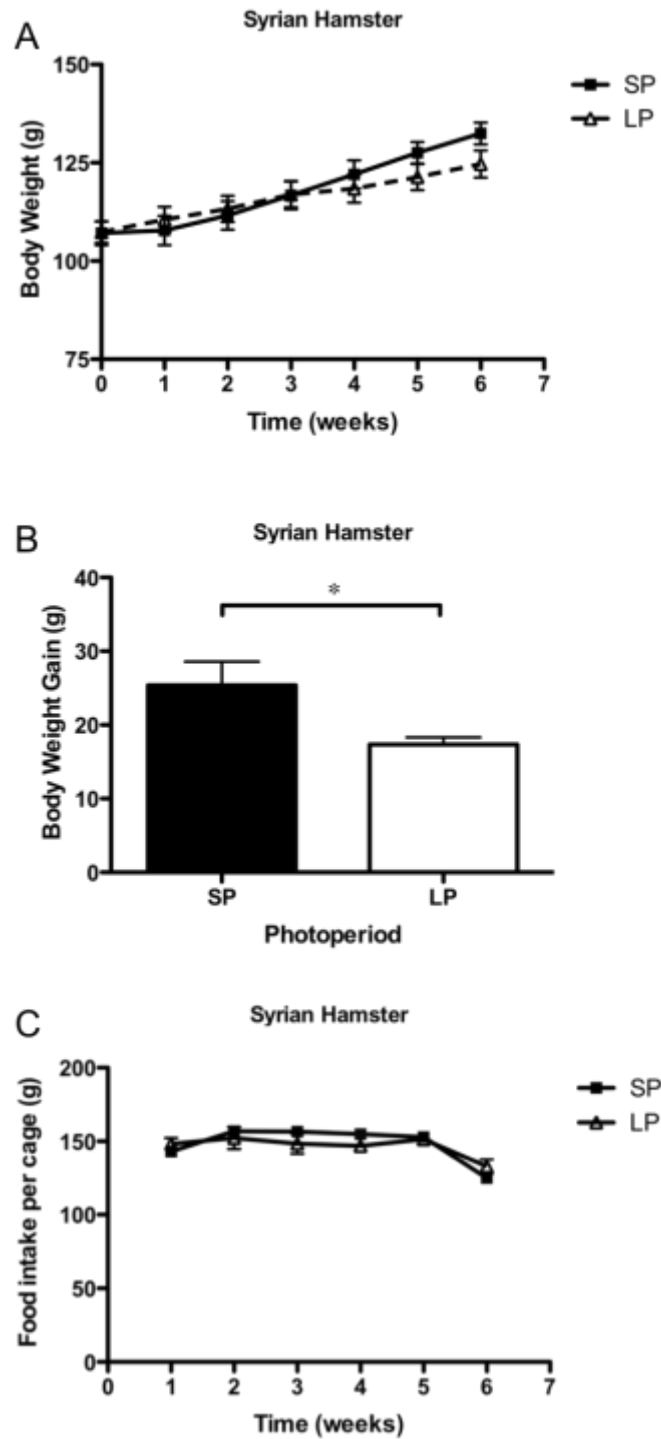 A
Syrian Hamster
150
125
100
75
Body Weight (g)
0 1 2 3 4 5 6 7
Time (weeks)
SP
LP
B
Syrian Hamster
40
30
20
10
0
Body Weight Gain (g)
*
SP LP
Photoperiod
C
Syrian Hamster
200
150
100
50
0
Food intake per cage (g)
0 1 2 3 4 5 6 7
Time (weeks)
SP
LP